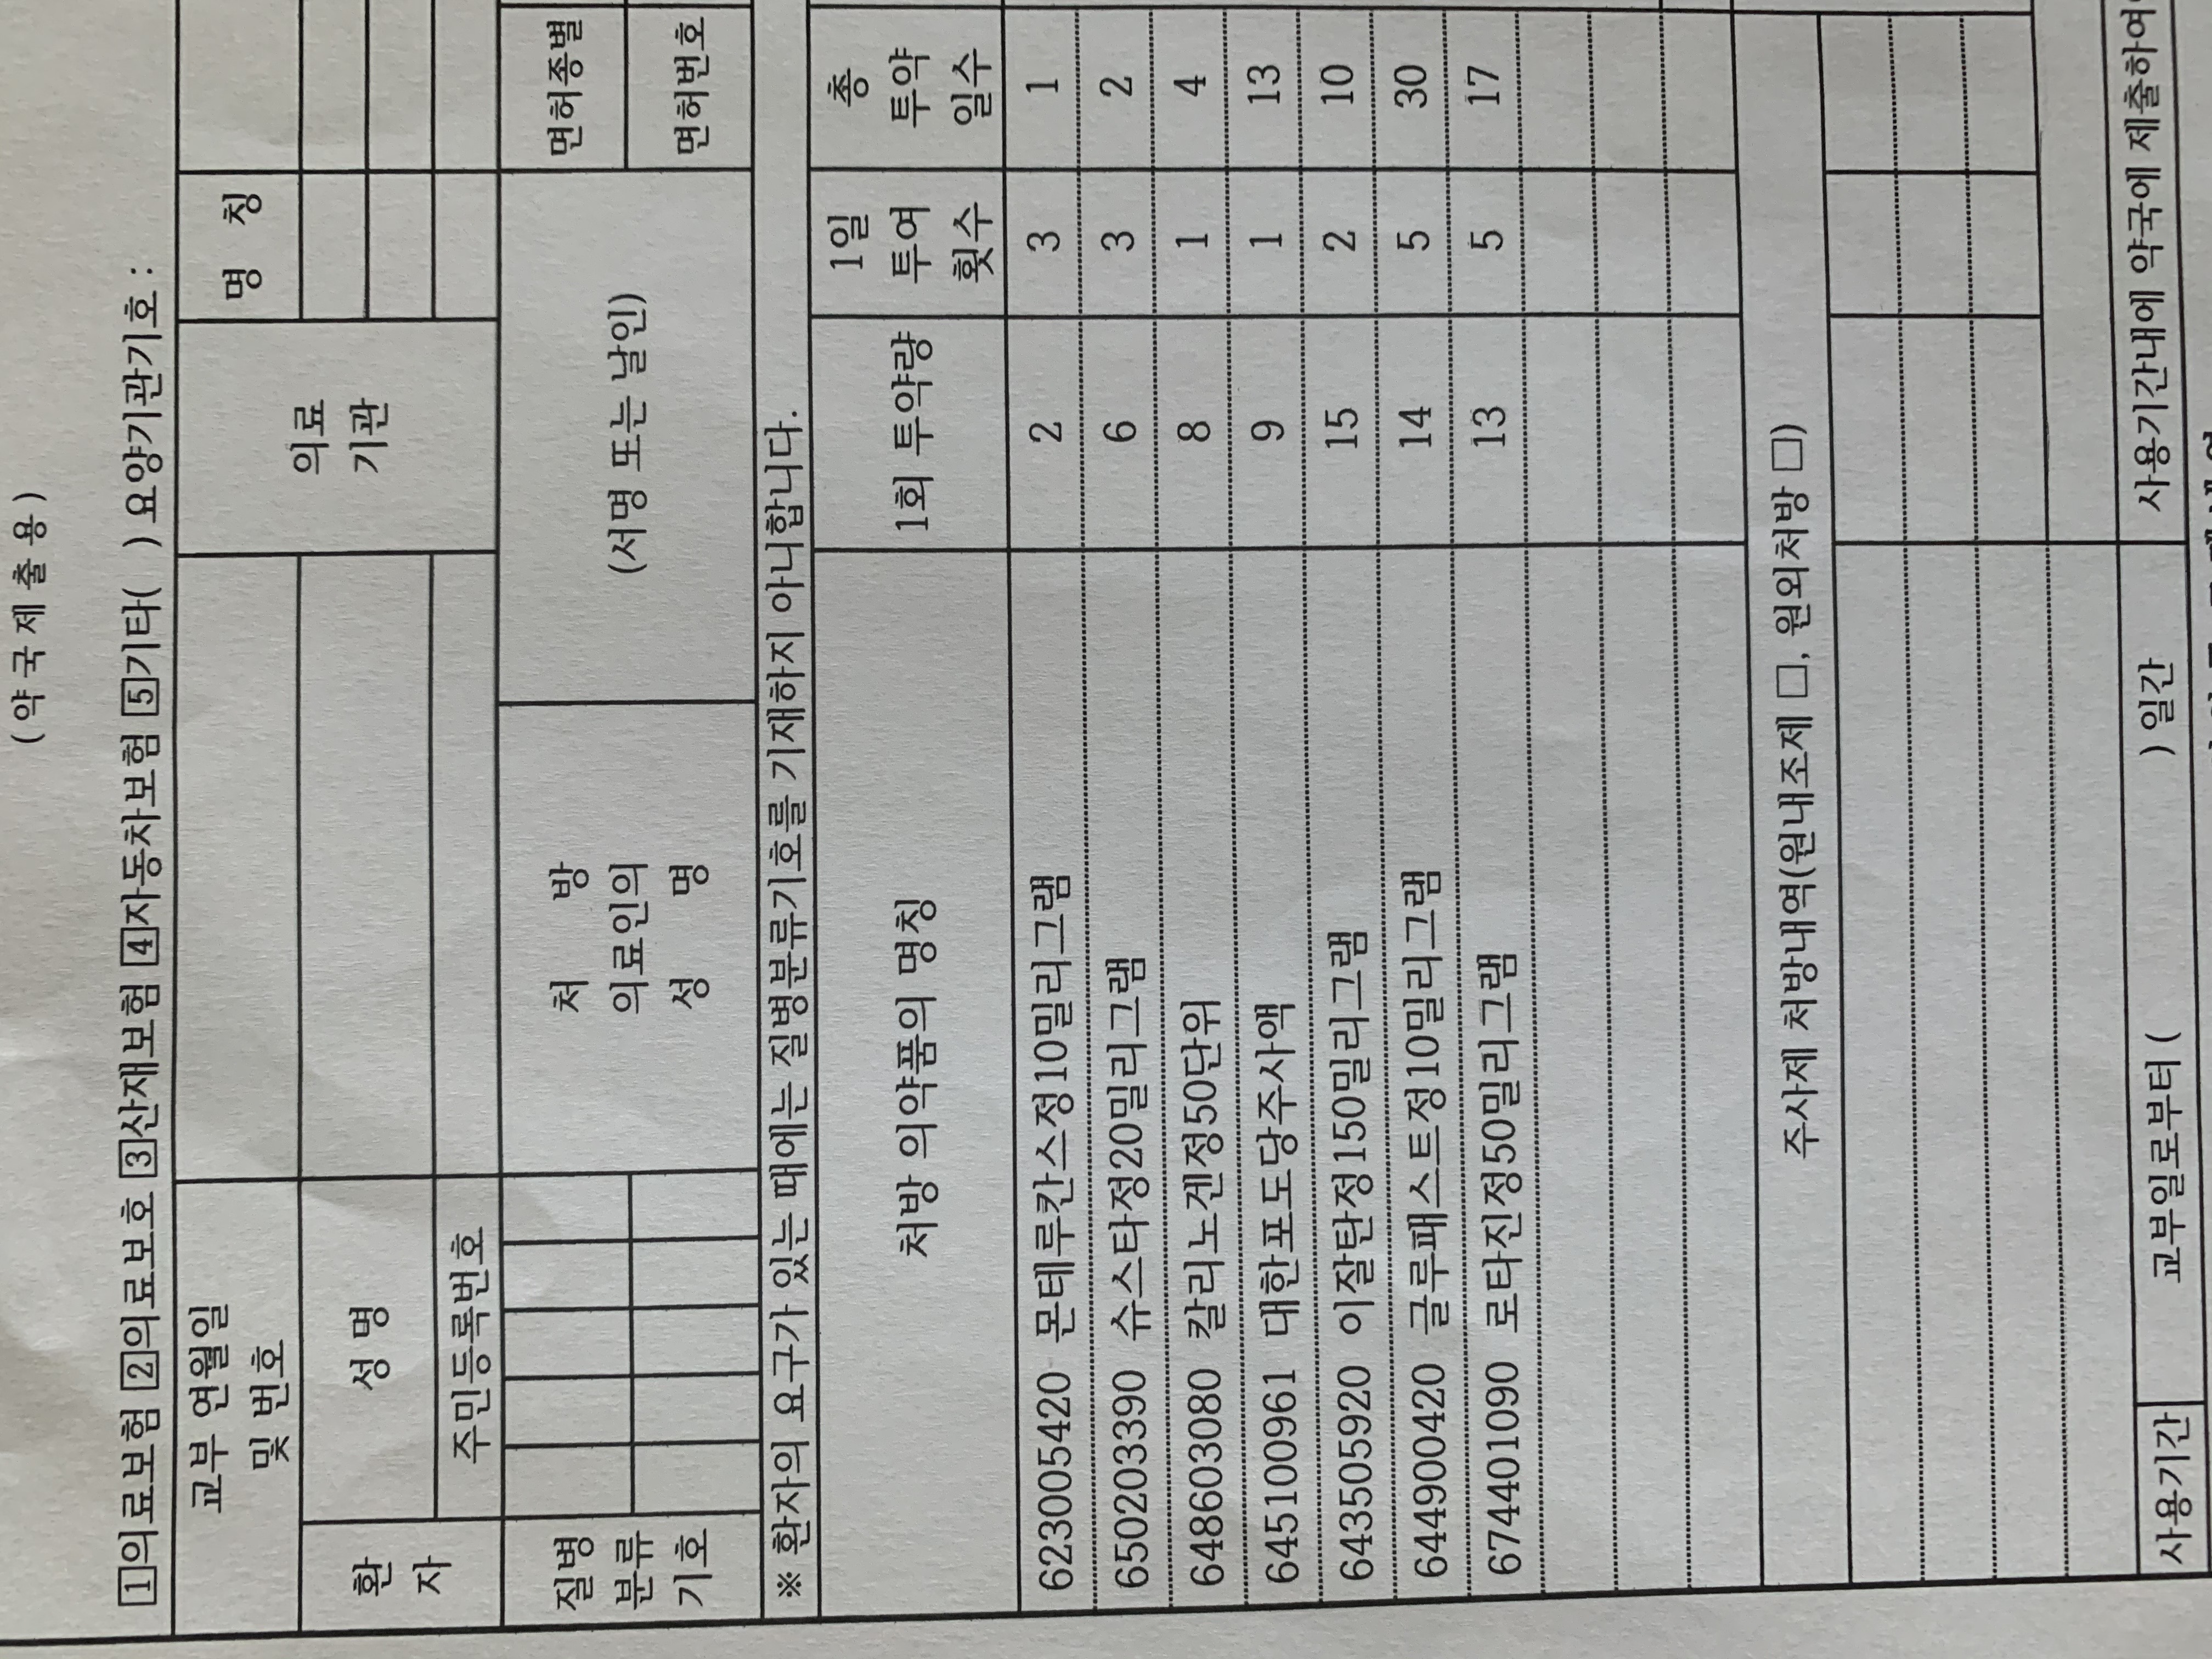 (약국제출용)
1의료보험 2의료보호 3산재보험 4자동차보험 5기타( ) 요양기관기호 :
교부 연월일
및 번호
의료
기관
명 칭
환
자
성 명
주민등록번호
질병
분류
기호
처 방
의료인의
성 명
(서명 또는 날인)
면허종별
면허번호
※ 환자의 요구가 있는 때에는 질병분류기호를 기재하지 아니합니다.
처방 의약품의 명칭
1회 투약량
1일
투여
횟수
총
투약
일수
623005420 몬테루칸스정10밀리그램 2 3 1
650203390 슈스타정20밀리그램 6 3 2
648603080 칼리노겐정50단위 8 1 4
645100961 대한포도당주사액 9 1 13
643505920 이잘탄정150밀리그램 15 2 10
644900420 글루패스트정10밀리그램 14 5 30
674401090 로타진정50밀리그램 13 5 17
주사제 처방내역(원내조제 □, 원외처방 □)
사용기간 교부일로부터 ( ) 일간 사용기간내에 약국에 제출하여